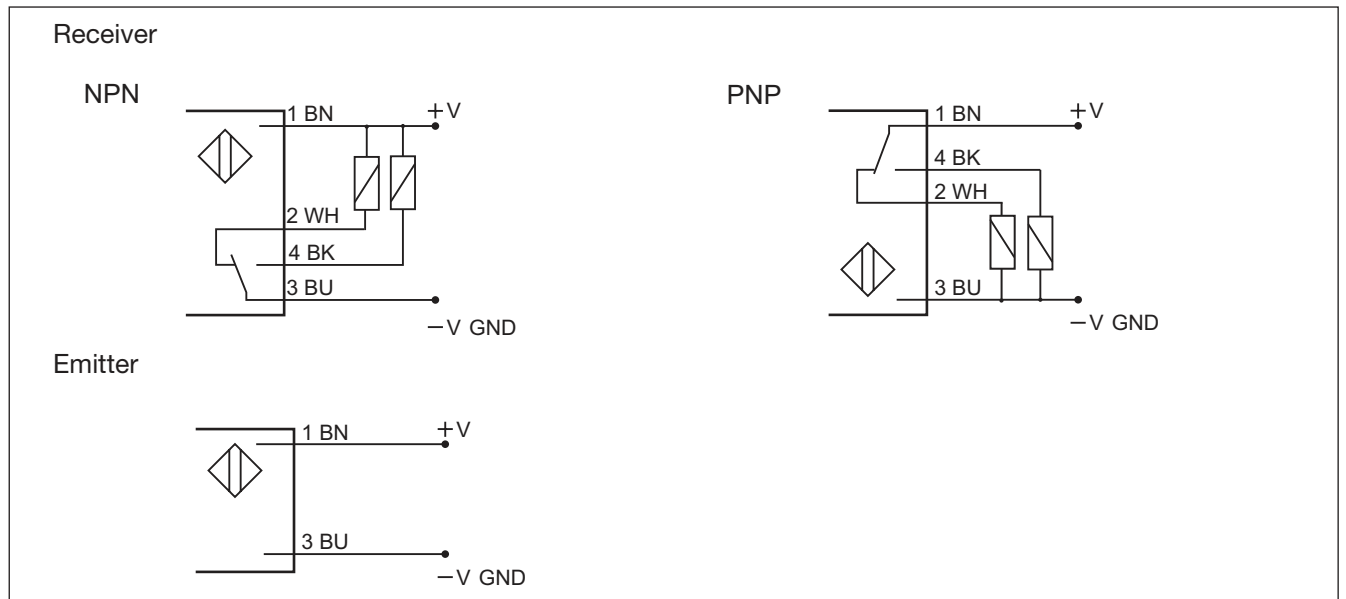 Receiver
NPN
1 BN
+V
2 WH
4 BK
3 BU
−V GND
PNP
1 BN
+V
4 BK
2 WH
3 BU
−V GND
Emitter
1 BN
+V
3 BU
−V GND